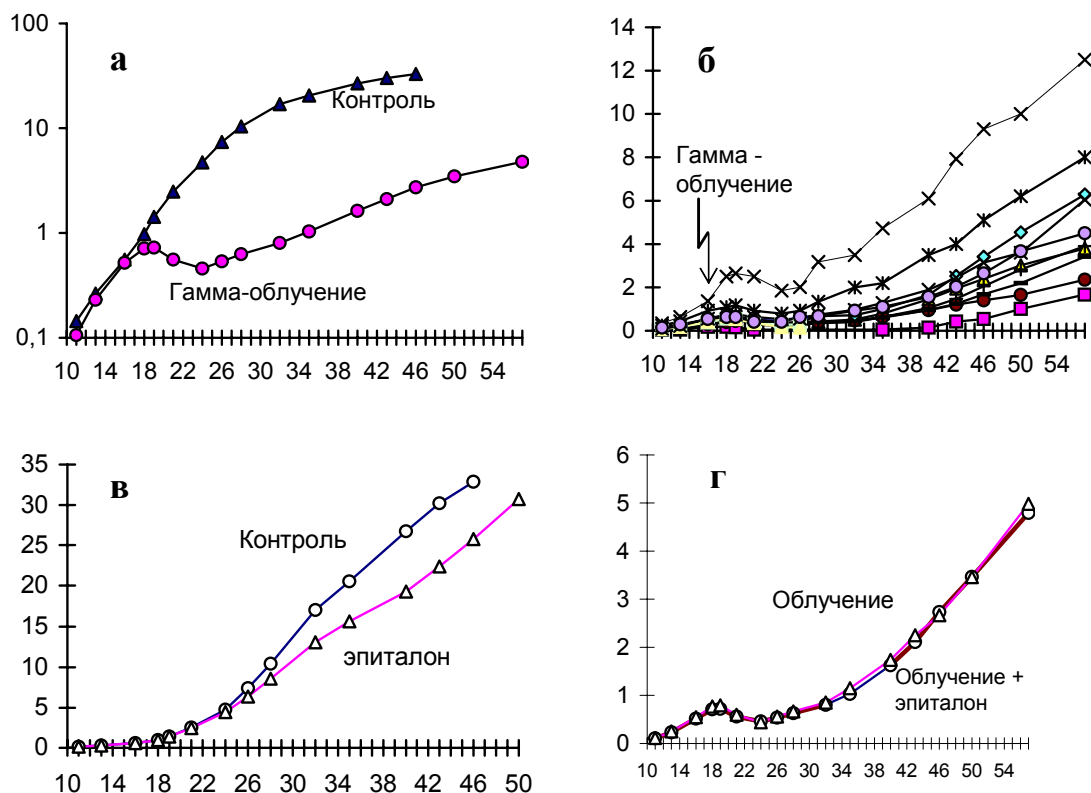 а
100
10
1
0,1
Контроль
Гамма-облучение
10 14 18 22 26 30 34 38 42 46 50 54
б
14
12
10
8
6
4
2
0
Гамма -
облучение
10 14 18 22 26 30 34 38 42 46 50 54
в
35
30
25
20
15
10
5
0
Контроль
эпиталон
10 14 18 22 26 30 34 38 42 46 50
г
6
5
4
3
2
1
0
Облучение
Облучение +
эпиталон
10 14 18 22 26 30 34 38 42 46 50 54